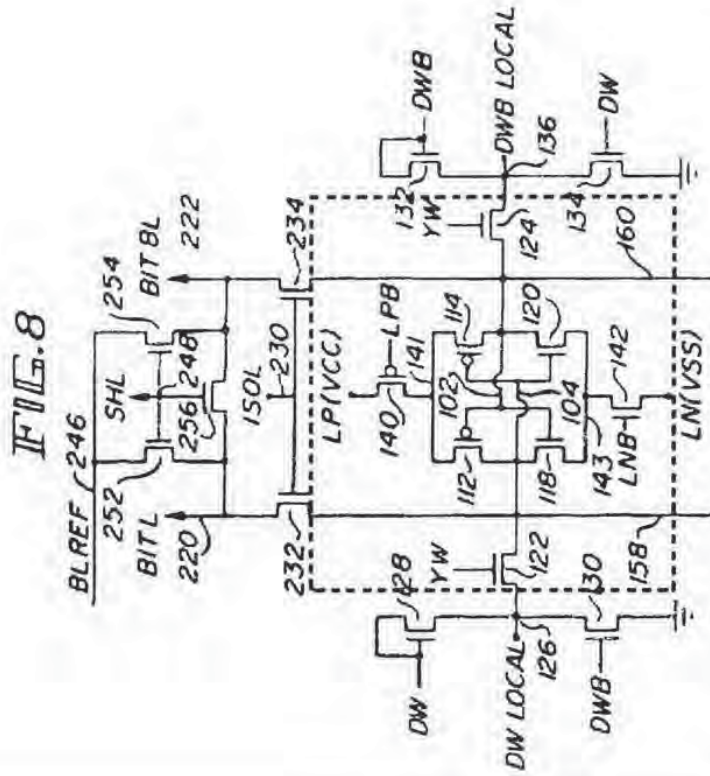 FIG.8
BLREF
246
252
254
SHL
248
256
BITL
220
BIT BL
222
ISOL
230
232
234
LP(VCC)
140
LPB
141
112
114
102
104
118
120
143
LNB
142
LN(VSS)
158
160
YW
122
YW
124
DW
128
DW LOCAL
126
130
DWB
132
DWB
DWB LOCAL
136
134
DW